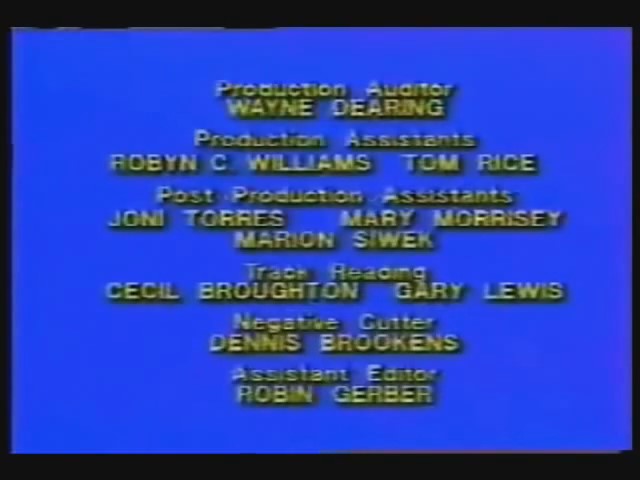 Production Auditor
WAYNE DEARING
Production Assistants
ROBYN C. WILLIAMS TOM RICE
Post Production Assistants
JONI TORRES MARY MORRISEY
MARION SIWEK
Track Reading
CECIL BROUGHTON GARY LEWIS
Negative Cutter
DENNIS BROOKENS
Assistant Editor
ROBIN GERBER